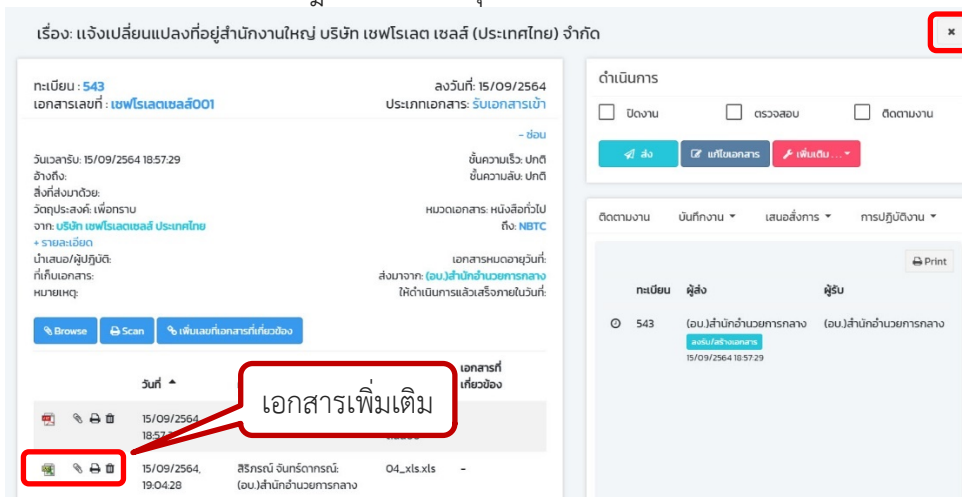 เรื่อง: แจ้งเปลี่ยนแปลงที่อยู่สำนักงานใหญ่ บริษัท เชฟโรเลต เซลส์ (ประเทศไทย) จำกัด
ทะเบียน : 543
ลงวันที่: 15/09/2564
เอกสารเลขที่ : เชฟโรเลตเซลส์001
ประเภทเอกสาร: รับเอกสารเข้า
- ซ่อน
วันเวลารับ: 15/09/2564 18:57:29
ชั้นความเร็ว: ปกติ
อ้างถึง:
ชั้นความลับ: ปกติ
สิ่งที่ส่งมาด้วย:
วัตถุประสงค์: เพื่อทราบ
หมวดเอกสาร: หนังสือทั่วไป
จาก: บริษัท เชฟโรเลตเซลส์ ประเทศไทย
ถึง: NBTC
+ รายละเอียด
นำเสนอ/ผู้ปฏิบัติ:
เอกสารหมดอายุวันที่:
ที่เก็บเอกสาร:
ส่งมาจาก: (อบ.)สำนักอำนวยการกลาง
หมายเหตุ:
ให้ดำเนินการแล้วเสร็จภายในวันที่:
Browse
Scan
เพิ่มเลขที่เอกสารที่เกี่ยวข้อง
วันที่
เอกสารที่
เกี่ยวข้อง
เอกสารเพิ่มเติม
15/09/2564,
15/09/2564,
19:04:28
สิริภรณ์ จันทร์ดากรณ์:
(อบ.)สำนักอำนวยการกลาง
04_xls.xls
-
ดำเนินการ
ปิดงาน
ตรวจสอบ
ติดตามงาน
ส่ง
แก้ไขเอกสาร
เพิ่มเติม . . .
ติดตามงาน
บันทึกงาน
เสนอสั่งการ
การปฏิบัติงาน
Print
ทะเบียน
ผู้ส่ง
ผู้รับ
543
(อบ.)สำนักอำนวยการกลาง
(อบ.)สำนักอำนวยการกลาง
ลงรับ/สร้างเอกสาร
15/09/2564 18:57:29